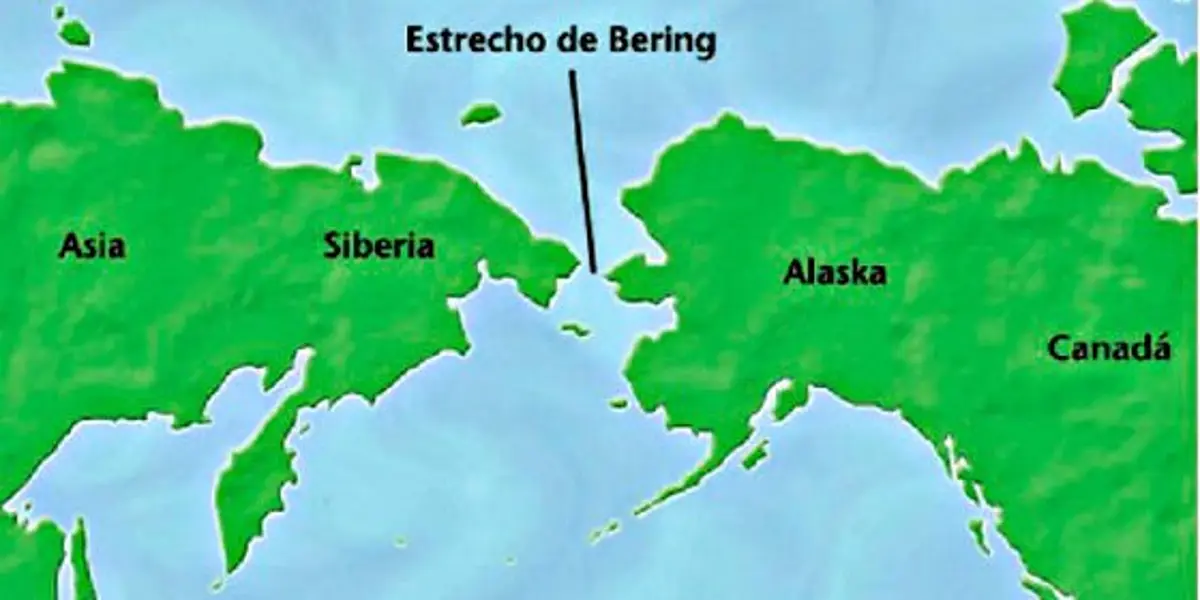 Estrecho de Bering
Asia
Siberia
Alaska
Canadá